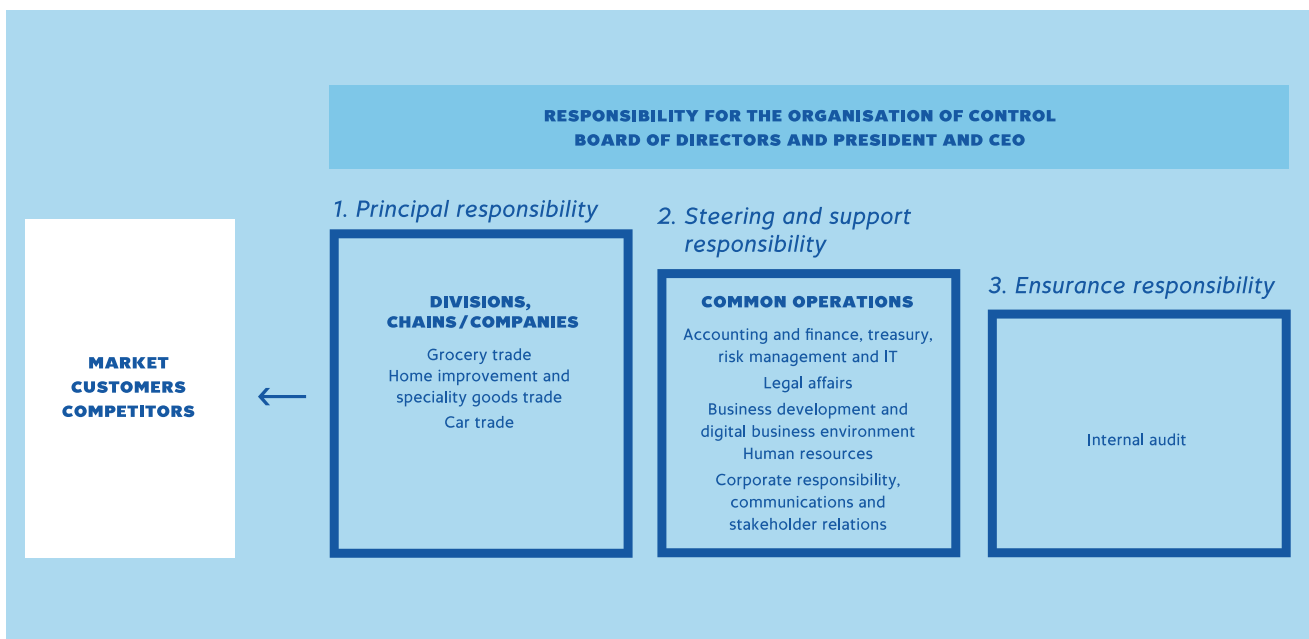 RESPONSIBILITY FOR THE ORGANISATION OF CONTROL
BOARD OF DIRECTORS AND PRESIDENT AND CEO
MARKET
CUSTOMERS
COMPETITORS
←
1. Principal responsibility
DIVISIONS,
CHAINS/COMPANIES
Grocery trade
Home improvement and
speciality goods trade
Car trade
2. Steering and support
responsibility
COMMON OPERATIONS
Accounting and finance, treasury,
risk management and IT
Legal affairs
Business development and
digital business environment
Human resources
Corporate responsibility,
communications and
stakeholder relations
3. Ensurance responsibility
Internal audit